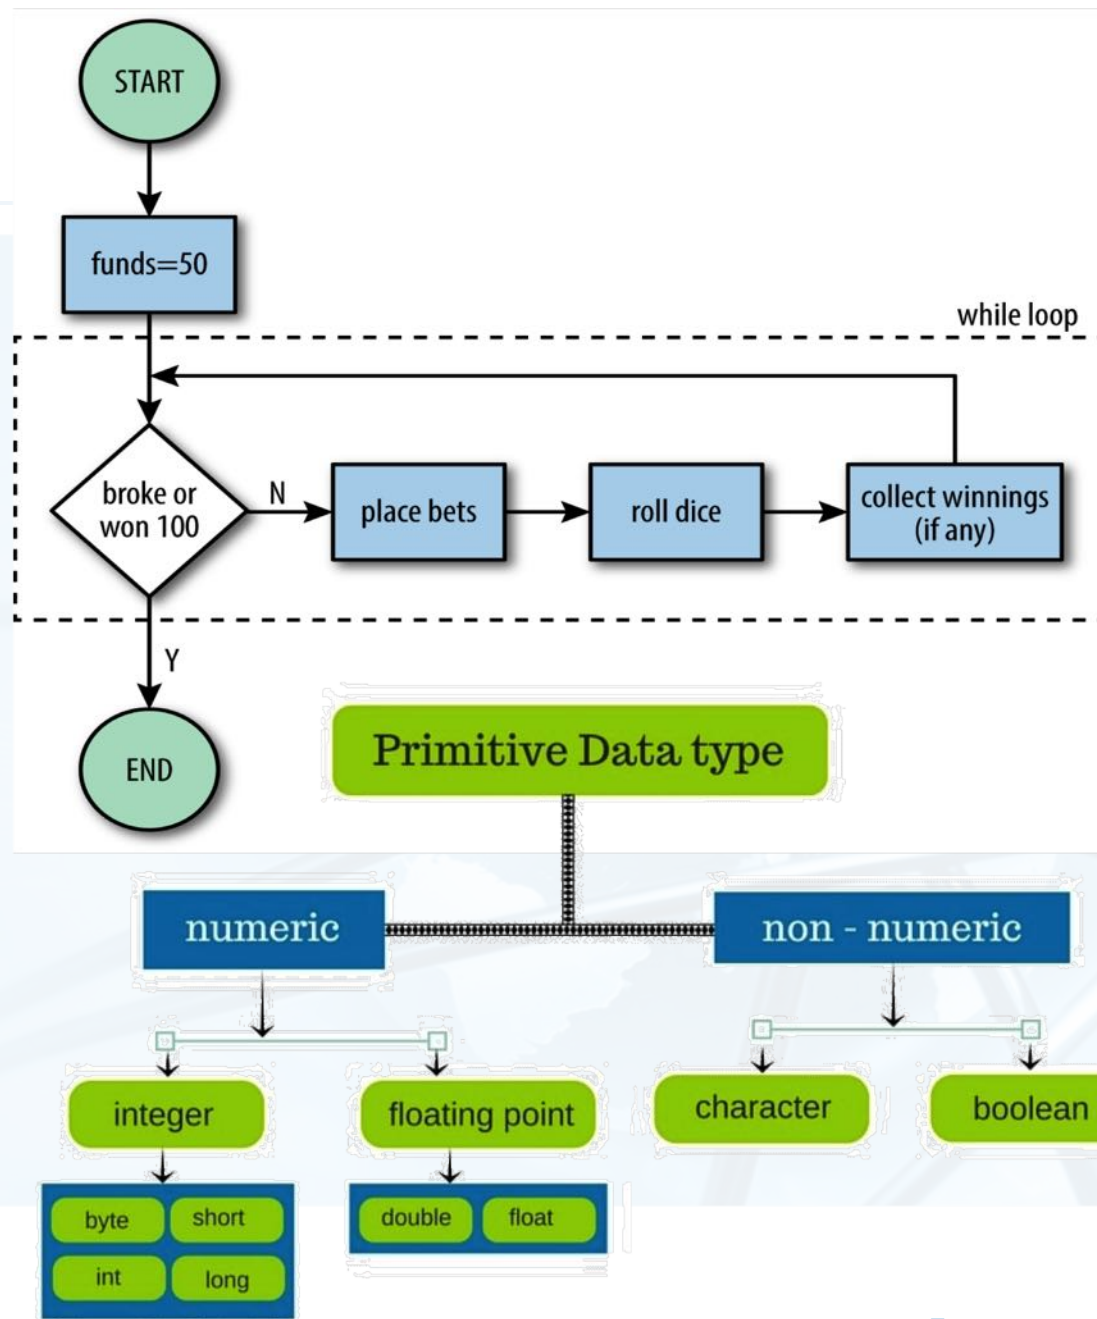 START
funds=50
while loop
broke or
won 100
N
place bets
roll dice
collect winnings
(if any)
Y
END
Primitive Data type
numeric
non - numeric
integer
floating point
character
boolean
byte
short
double
float
int
long